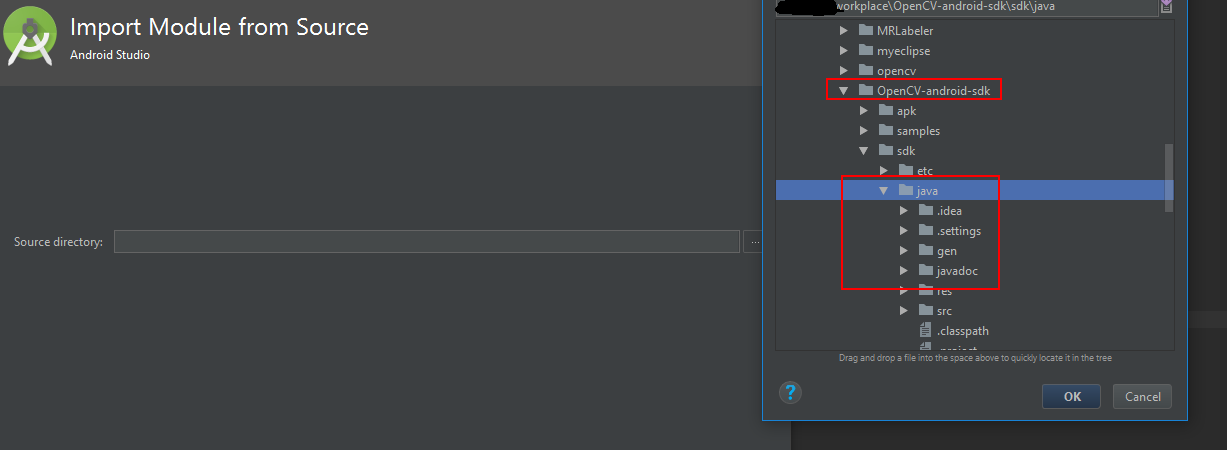 Import Module from Source
Android Studio
Source directory:
...
workplace\OpenCV-android-sdk\sdk\java
MRLabeler
myeclipse
opencv
OpenCV-android-sdk
apk
samples
sdk
etc
java
.idea
.settings
gen
javadoc
res
src
.classpath
.project
Drag and drop a file into the space above to quickly locate it in the tree
?
OK
Cancel